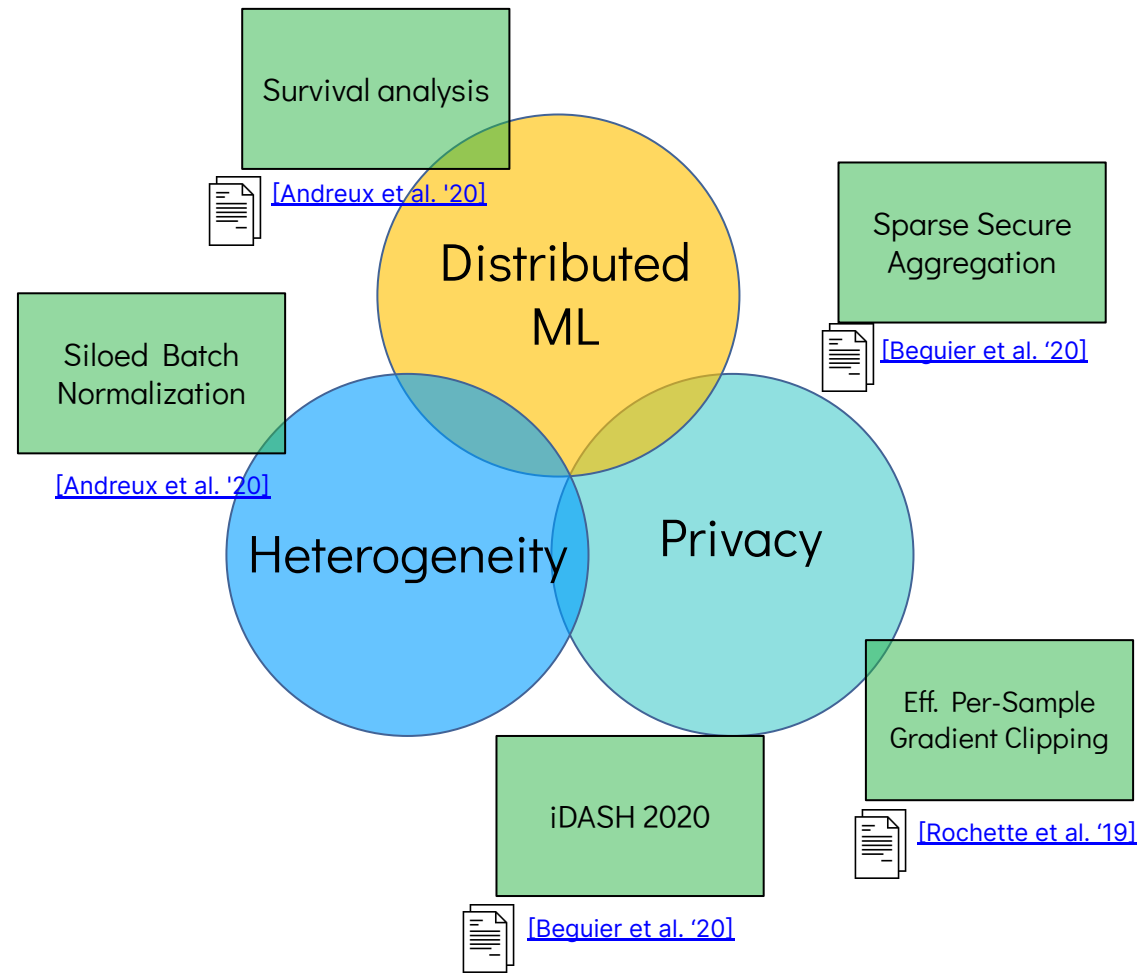 Survival analysis
[Andreux et al. '20]
Distributed
ML
Sparse Secure
Aggregation
[Beguier et al. ‘20]
Siloed Batch
Normalization
[Andreux et al. '20]
Heterogeneity
Privacy
Eff. Per-Sample
Gradient Clipping
[Rochette et al. ‘19]
iDASH 2020
[Beguier et al. ‘20]